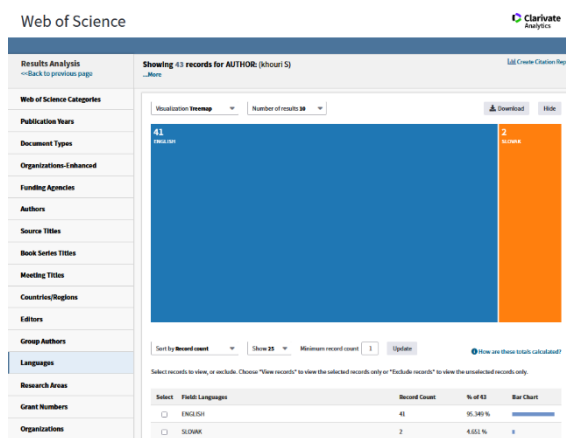 Web of Science
Clarivate
Analytics
Results Analysis
<<Back to previous page
Showing 43 records for AUTHOR: (khouri S)
...More
Create Citation Rep
Web of Science Categories
Publication Years
Document Types
Organizations-Enhanced
Funding Agencies
Authors
Source Titles
Book Series Titles
Meeting Titles
Countries/Regions
Editors
Group Authors
Languages
Research Areas
Grant Numbers
Organizations
Visualization Treemap
Number of results 10
Download
Hide
41
ENGLISH
2
SLOVAK
Sort by Record count
Show 25
Minimum record count 1
Update
How are these totals calculated?
Select records to view, or exclude. Choose "View records" to view the selected records only or "Exclude records" to view the unselected records only.
Select Field: Languages Record Count % of 43 Bar Chart
ENGLISH 41 95.349 %
SLOVAK 2 4.651 %